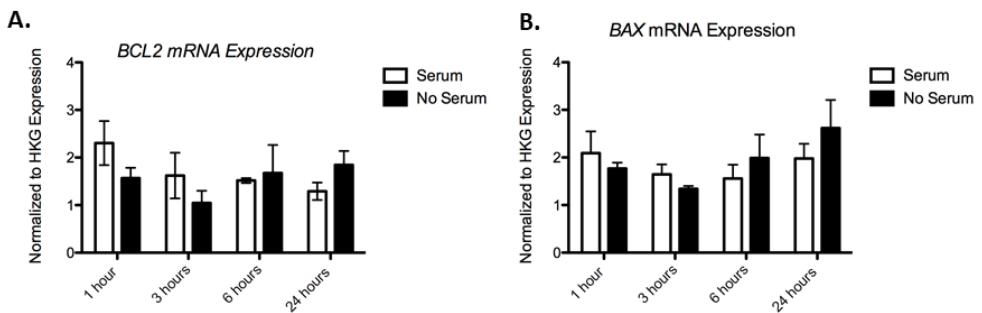 A.
BCL2 mRNA Expression
Normalized to HKG Expression
4
3
2
1
0
1 hour
3 hours
6 hours
24 hours
Serum
No Serum
B.
BAX mRNA Expression
Normalized to HKG Expression
4
3
2
1
0
1 hour
3 hours
6 hours
24 hours
Serum
No Serum